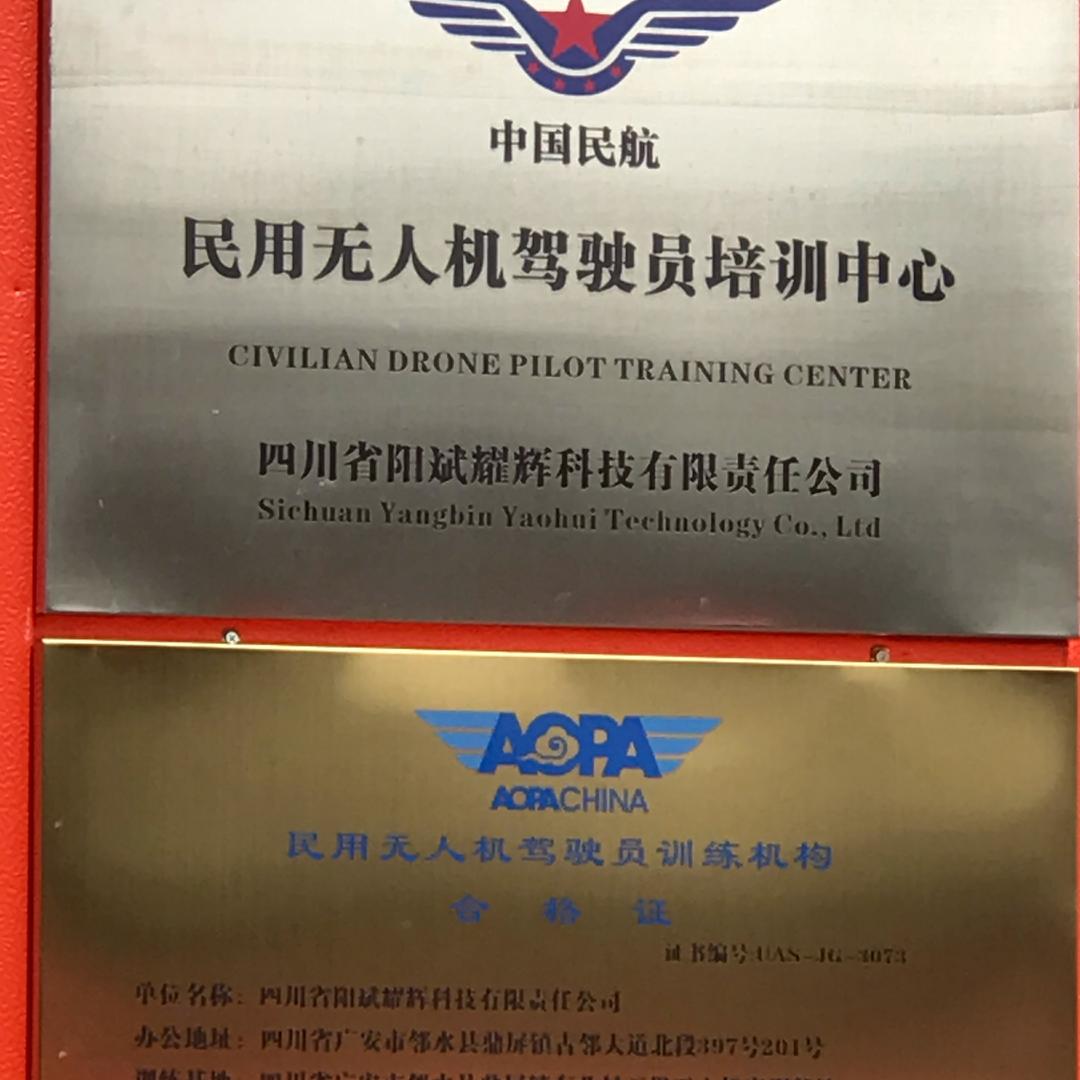 中国民航
民用无人机驾驶员培训中心
CIVILIAN DRONE PILOT TRAINING CENTER
四川省阳斌耀辉科技有限责任公司
Sichuan Yangbin Yaohui Technology Co., Ltd
AOPA
AOPA CHINA
民用无人机驾驶员训练机构
合格证
证书编号:UAS-JG-3073
单位名称：四川省阳斌耀辉科技有限责任公司
办公地址：四川省广安市邻水县鼎屏镇古邻大道北段397号201号